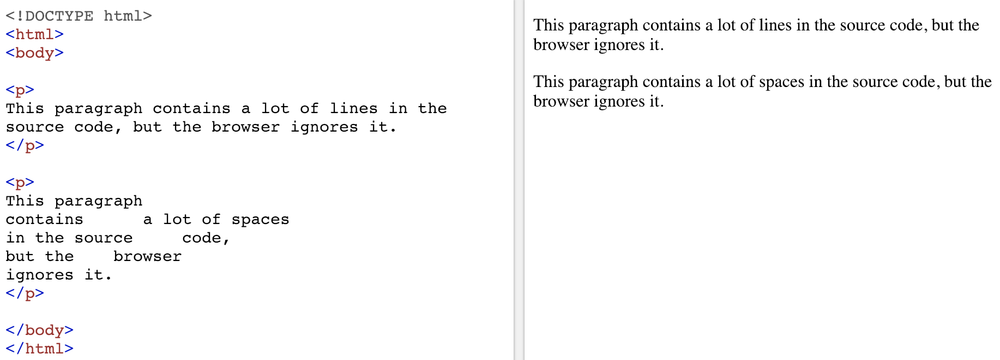 <!DOCTYPE html>
<html>
<body>

<p>
This paragraph contains a lot of lines in the
source code, but the browser ignores it.
</p>

<p>
This paragraph
contains      a lot of spaces
in the source     code,
but the    browser
ignores it.
</p>

</body>
</html>

This paragraph contains a lot of lines in the source code, but the
browser ignores it.

This paragraph contains a lot of spaces in the source code, but the
browser ignores it.